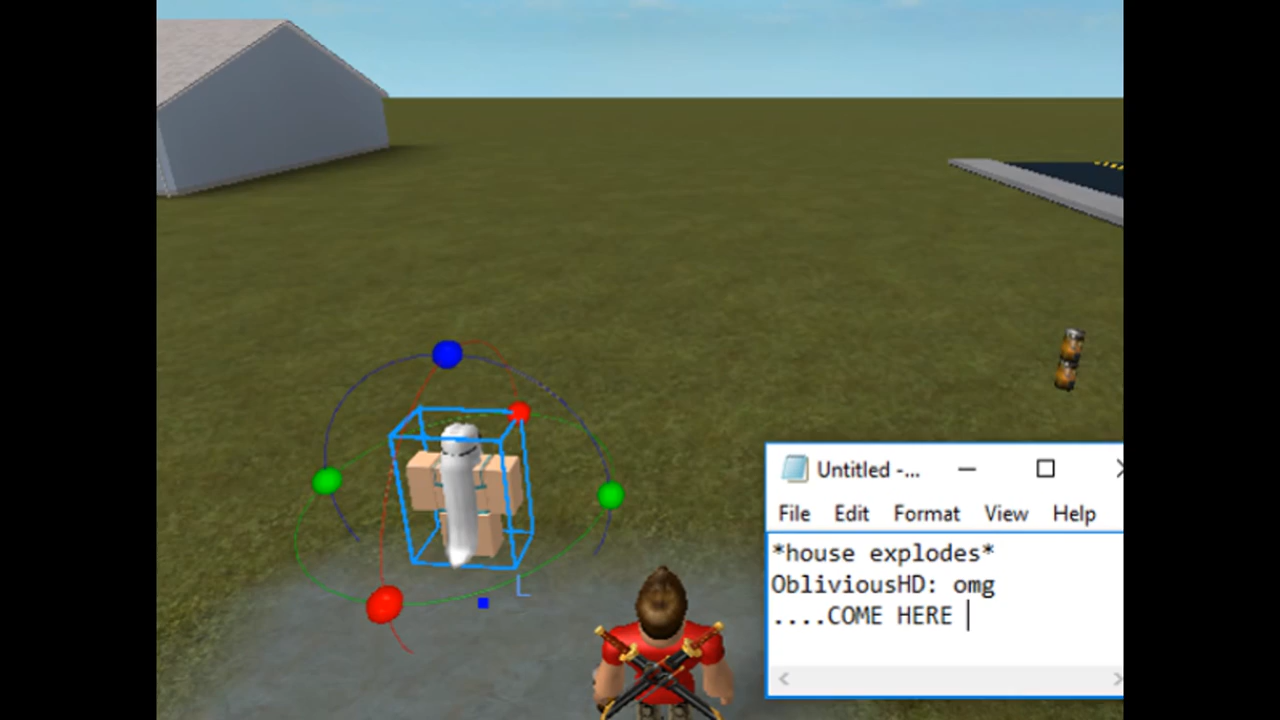 Untitled -...
File Edit Format View Help
*house explodes*
ObliviousHD: omg
....COME HERE
L